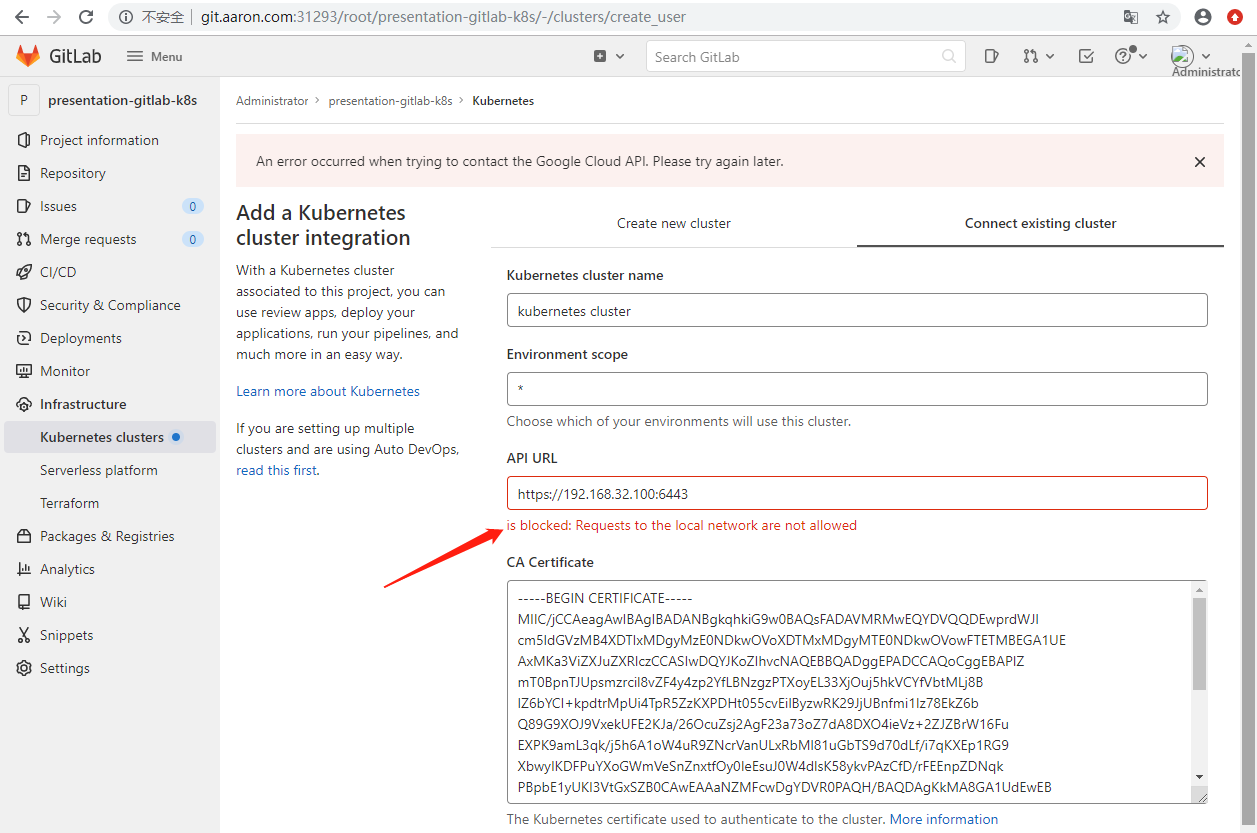 不安全 git.aaron.com:31293/root/presentation-gitlab-k8s/-/clusters/create_user
GitLab Menu Search GitLab
Administrato
P presentation-gitlab-k8s
Project information
Repository
Issues 0
Merge requests 0
CI/CD
Security & Compliance
Deployments
Monitor
Infrastructure
Kubernetes clusters
Serverless platform
Terraform
Packages & Registries
Analytics
Wiki
Snippets
Settings
Administrator > presentation-gitlab-k8s > Kubernetes
An error occurred when trying to contact the Google Cloud API. Please try again later.
Add a Kubernetes
cluster integration
With a Kubernetes cluster
associated to this project, you can
use review apps, deploy your
applications, run your pipelines, and
much more in an easy way.
Learn more about Kubernetes
If you are setting up multiple
clusters and are using Auto DevOps,
read this first.
Create new cluster
Connect existing cluster
Kubernetes cluster name
kubernetes cluster
Environment scope
*
Choose which of your environments will use this cluster.
API URL
https://192.168.32.100:6443
is blocked: Requests to the local network are not allowed
CA Certificate
-----BEGIN CERTIFICATE-----
MIIC/jCCAeagAwIBAgIBADANBgkqhkiG9w0BAQsFADAVMRMwEQYDVQQDEwprdWJl
cm5ldGVzMB4XDTIxMDgyMzE0NDkwOVoXDTMxMDgyMTE0NDkwOVowFTETMBEGA1UE
AxMKa3ViZXJuZXRlczCCASIwDQYJKoZIhvcNAQEBBQADggEPADCCAQoCggEBAPIZ
mT0BpnTJUpsmzrcil8vZF4y4zp2YfLBNzgzPTXoyEL33XjOuj5hkVCYfVbtMLj8B
IZ6bYCI+kpdtrMpUi4TpR5ZzKXPDHt055cvEiIByzwRK29JjUBnfmi1Iz78EkZ6b
Q89G9XOJ9VxekUFE2KJa/26OcuZsj2AgF23a73oZ7dA8DXO4ieVz+2ZJZBrW16Fu
EXPK9amL3qk/j5h6A1oW4uR9ZNcrVanULxRbMI81uGbTS9d70dLf/i7qKXEp1RG9
XbwyIKDFPuYXoGWmVeSnZnxtfOy0IeEsuJ0W4dIsK58ykvPAzCfD/rFEEnpZDNqk
PBpbE1yUKI3VtGxSZB0CAwEAAaNZMFcwDgYDVR0PAQH/BAQDAgKkMA8GA1UdEwEB
The Kubernetes certificate used to authenticate to the cluster. More information